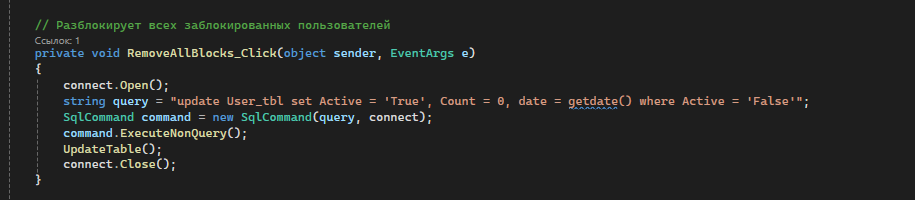 // Разблокирует всех заблокированных пользователей
Ссылок: 1
private void RemoveAllBlocks_Click(object sender, EventArgs e)
{
connect.Open();
string query = "update User_tbl set Active = 'True', Count = 0, date = getdate() where Active = 'False'";
SqlCommand command = new SqlCommand(query, connect);
command.ExecuteNonQuery();
UpdateTable();
connect.Close();
}